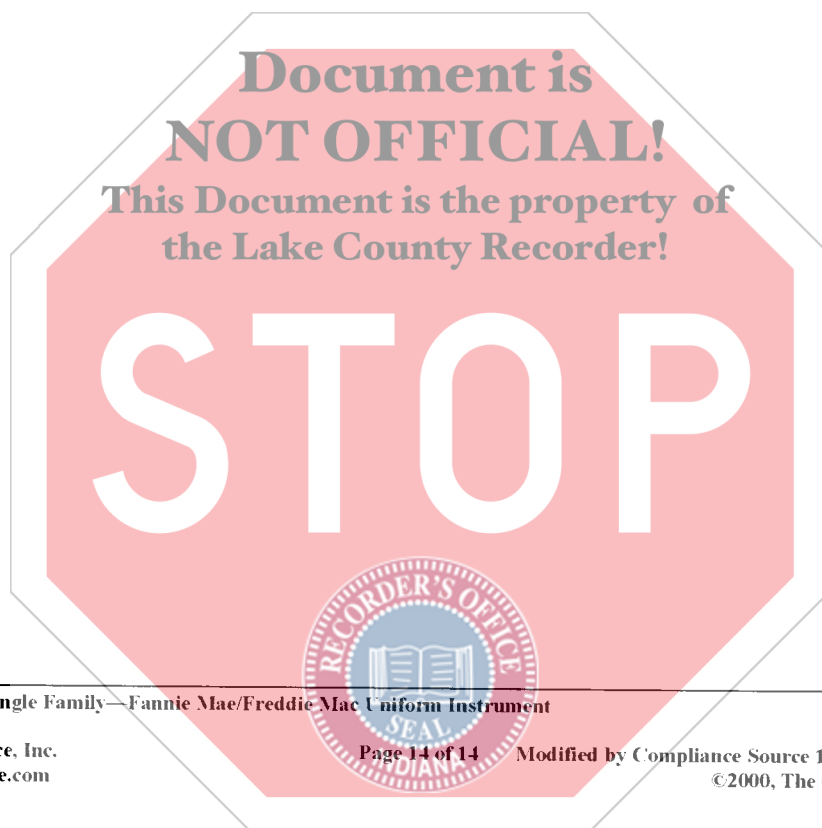 Document is
NOT OFFICIAL!
This Document is the property of
the Lake County Recorder!
STOP
RECORDER'S OFFICE
SEAL
INDIANA
ngle Family—Fannie Mae/Freddie Mac Uniform Instrument
ce, Inc.
Page 14 of 14 Modified by Compliance Source 1
e.com
©2000, The